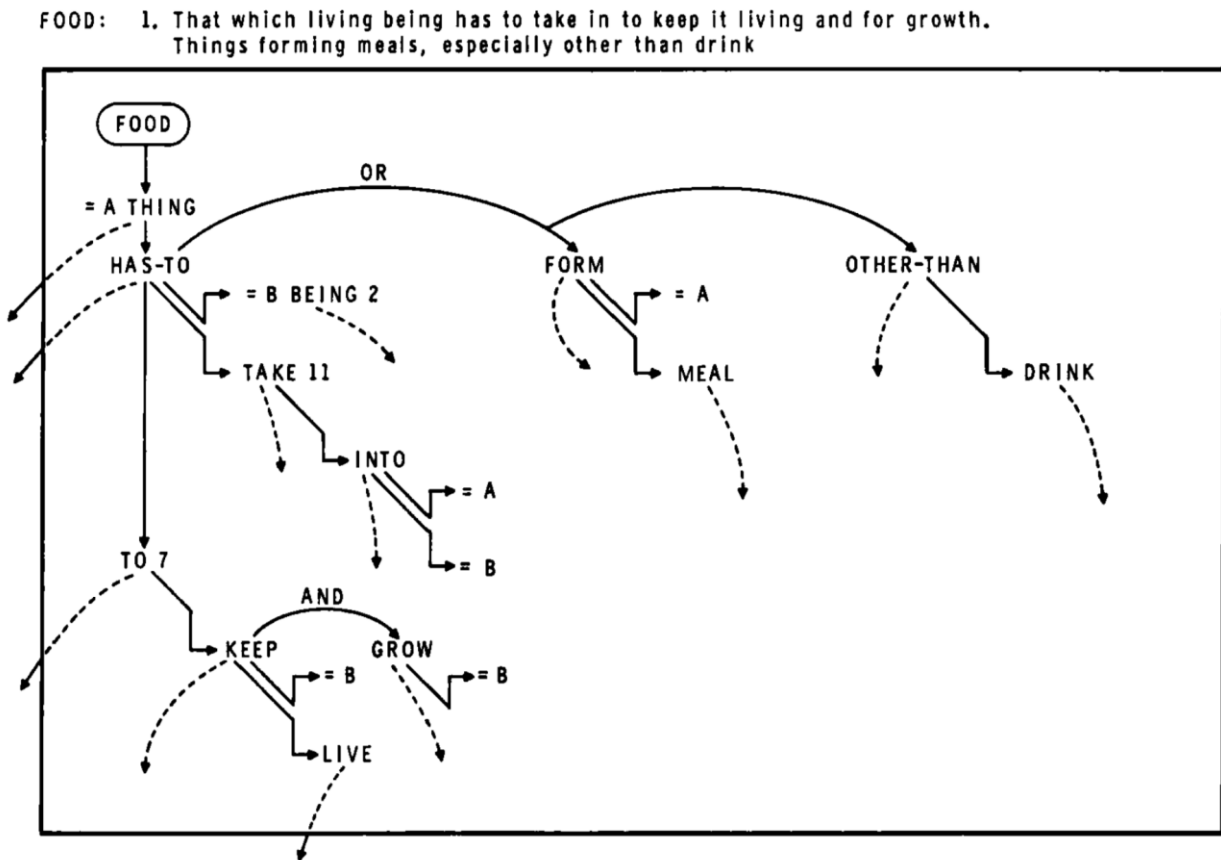 FOOD: 1. That which living being has to take in to keep it living and for growth.
Things forming meals, especially other than drink
FOOD
OR
= A THING
HAS-TO
FORM
OTHER-THAN
= B BEING 2
= A
TAKE 11
MEAL
DRINK
INTO
= A
TO 7
= B
AND
KEEP
GROW
= B
= B
LIVE